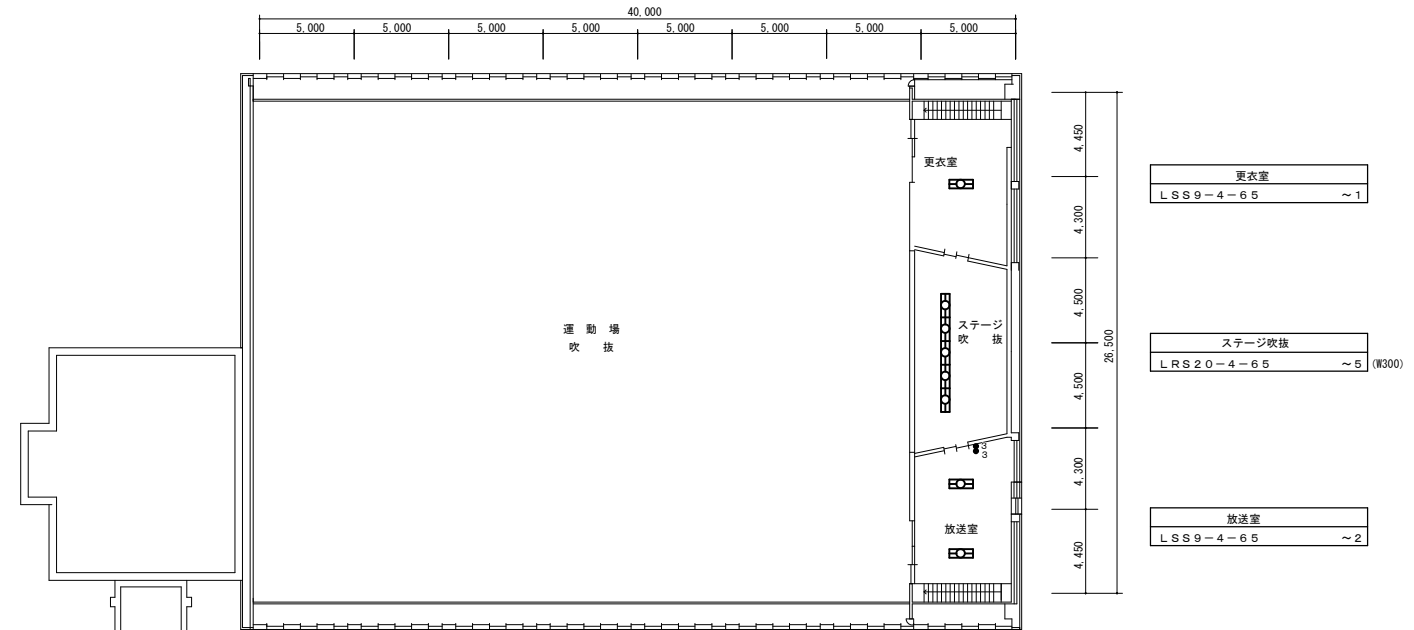 40,000
5,000 5,000 5,000 5,000 5,000 5,000 5,000 5,000
更衣室
4,450
4,300
4,500
4,500
4,300
4,450
26,500
運 動 場
吹 抜
ステージ
吹 抜
3
3
放送室
更衣室
LSS9-4-65 ～1
ステージ吹抜
LRS20-4-65 ～5 (W300)
放送室
LSS9-4-65 ～2